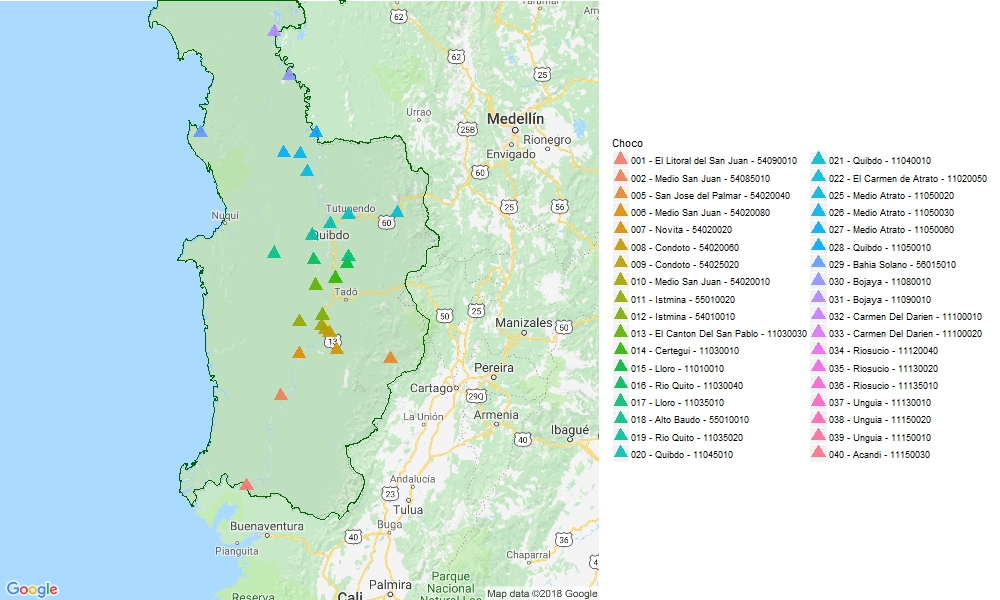 62
Yarumal
Am
62
25
Urrao
Medellín
25B
Rionegro
Envigado
60
Tutunendo
25
56
Nuquí
60
Quibdo
Tadó
50
25
Manizales
50
13
Pereira
Cartago
29Q
Armenia
La Unión
Ibagué
40
Andalucía
23
Tulua
Buenaventura
Buga
40
36
Pianguita
Chaparral
4
Parque
Nacional
Natural Las
Palmira
Cali
Reserva
Google
Map data ©2018 Google
Choco
001 - El Litoral del San Juan - 54090010
002 - Medio San Juan - 54085010
005 - San Jose del Palmar - 54020040
006 - Medio San Juan - 54020080
007 - Novita - 54020020
008 - Condoto - 54020060
009 - Condoto - 54025020
010 - Medio San Juan - 54020010
011 - Istmina - 55010020
012 - Istmina - 54010010
013 - El Canton Del San Pablo - 11030030
014 - Certegui - 11030010
015 - Lloro - 11010010
016 - Rio Quito - 11030040
017 - Lloro - 11035010
018 - Alto Baudo - 55010010
019 - Rio Quito - 11035020
020 - Quibdo - 11045010
021 - Quibdo - 11040010
022 - El Carmen de Atrato - 11020050
025 - Medio Atrato - 11050020
026 - Medio Atrato - 11050030
027 - Medio Atrato - 11050060
028 - Quibdo - 11050010
029 - Bahia Solano - 56015010
030 - Bojaya - 11080010
031 - Bojaya - 11090010
032 - Carmen Del Darien - 11100010
033 - Carmen Del Darien - 11100020
034 - Riosucio - 11120040
035 - Riosucio - 11130020
036 - Riosucio - 11135010
037 - Unguia - 11130010
038 - Unguia - 11150020
039 - Unguia - 11150010
040 - Acandi - 11150030